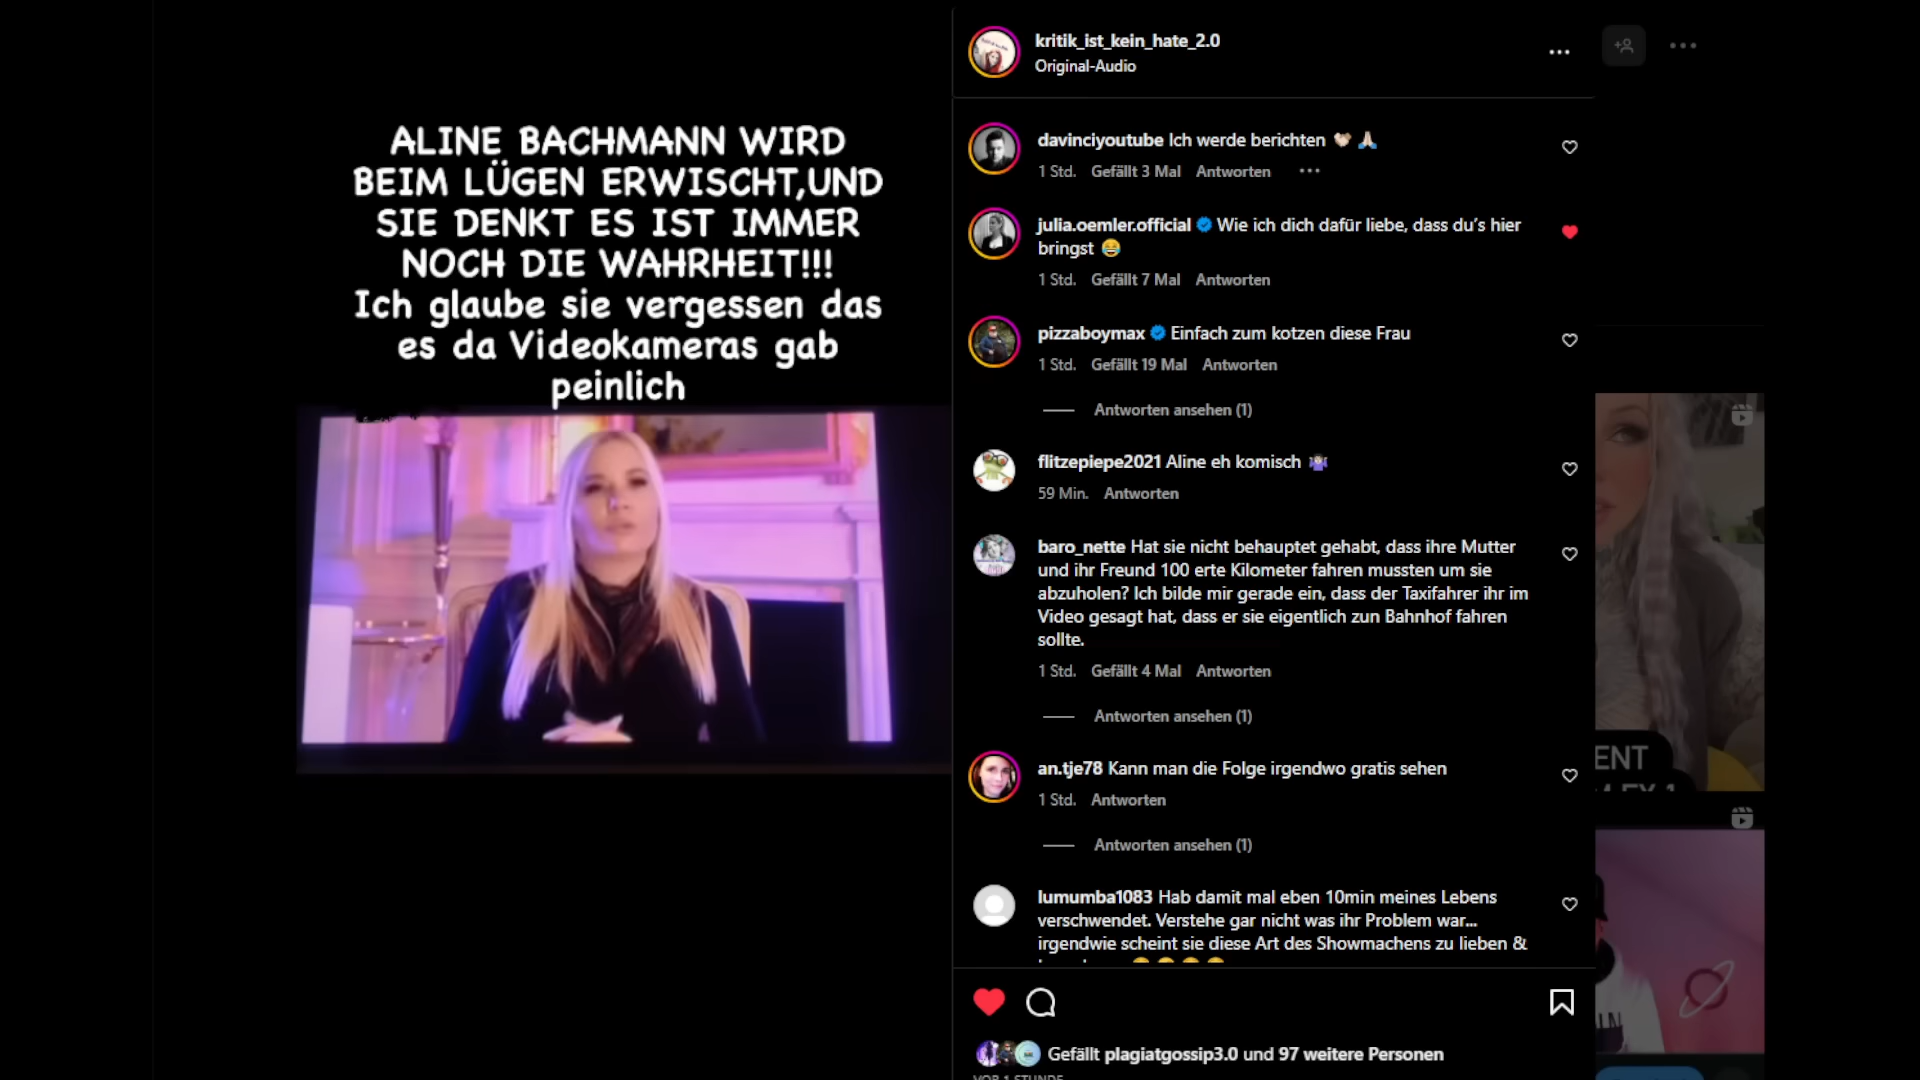 ALINE BACHMANN WIRD
BEIM LÜGEN ERWISCHT,UND
SIE DENKT ES IST IMMER
NOCH DIE WAHRHEIT!!!
Ich glaube sie vergessen das
es da Videokameras gab
peinlich
kritik_ist_kein_hate_2.0
Original-Audio
davinciyoutube Ich werde berichten 🤝🏻 🙏🏻
1 Std. Gefällt 3 Mal Antworten
julia.oemler.official Wie ich dich dafür liebe, dass du’s hier
bringst 😂
1 Std. Gefällt 7 Mal Antworten
pizzaboymax Einfach zum kotzen diese Frau
1 Std. Gefällt 19 Mal Antworten
Antworten ansehen (1)
flitzepiepe2021 Aline eh komisch 🤷🏻‍♀️
59 Min. Antworten
baro_nette Hat sie nicht behauptet gehabt, dass ihre Mutter
und ihr Freund 100 erte Kilometer fahren mussten um sie
abzuholen? Ich bilde mir gerade ein, dass der Taxifahrer ihr im
Video gesagt hat, dass er sie eigentlich zun Bahnhof fahren
sollte.
1 Std. Gefällt 4 Mal Antworten
Antworten ansehen (1)
an.tje78 Kann man die Folge irgendwo gratis sehen
1 Std. Antworten
Antworten ansehen (1)
lumumba1083 Hab damit mal eben 10min meines Lebens
verschwendet. Verstehe gar nicht was ihr Problem war...
irgendwie scheint sie diese Art des Showmachens zu lieben &
Gefällt plagiatgossip3.0 und 97 weitere Personen
VOR 1 STUNDE
ENT